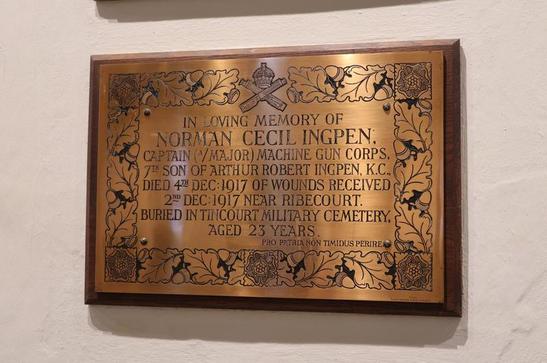 IN LOVING MEMORY OF
NORMAN CECIL INGPEN,
CAPTAIN (A/MAJOR) MACHINE GUN CORPS,
7TH SON OF ARTHUR ROBERT INGPEN, K.C.,
DIED 4TH DEC: 1917 OF WOUNDS RECEIVED
2ND DEC: 1917 NEAR RIBECOURT.
BURIED IN TINCOURT MILITARY CEMETERY,
AGED 23 YEARS.
PRO PATRIA NON TIMIDUS PERIRE